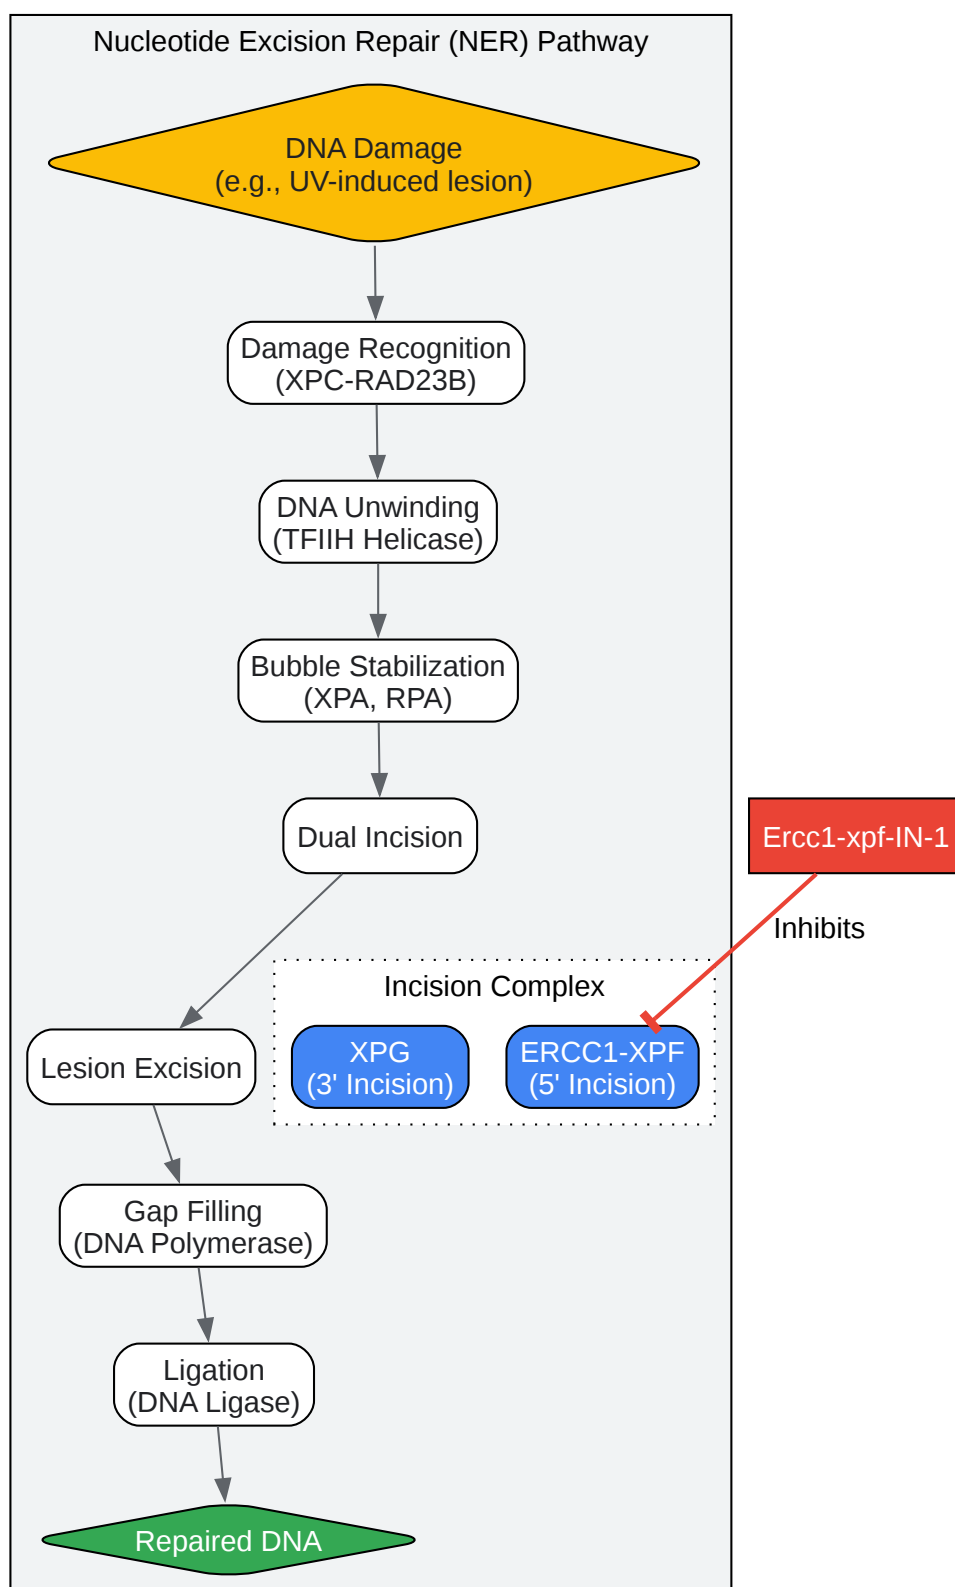 Nucleotide Excision Repair (NER) Pathway
DNA Damage
(e.g., UV-induced lesion)
Damage Recognition
(XPC-RAD23B)
DNA Unwinding
(TFIIH Helicase)
Bubble Stabilization
(XPA, RPA)
Dual Incision
Ercc1-xpf-IN-1
Inhibits
Incision Complex
XPG
(3' Incision)
ERCC1-XPF
(5' Incision)
Lesion Excision
Gap Filling
(DNA Polymerase)
Ligation
(DNA Ligase)
Repaired DNA